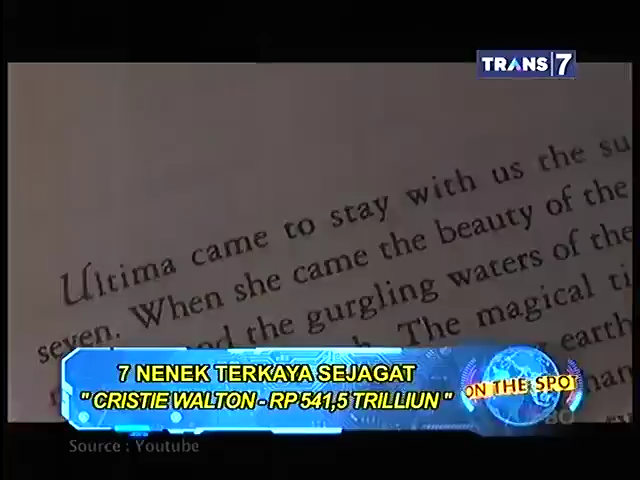 TRANS 7
Ultima came to stay with us the su
seven. When she came the beauty of the
the gurgling waters of the
The magical ti
earth
7 NENEK TERKAYA SEJAGAT
" CRISTIE WALTON - RP 541,5 TRILLIUN "
ON THE SPOT
Source : Youtube